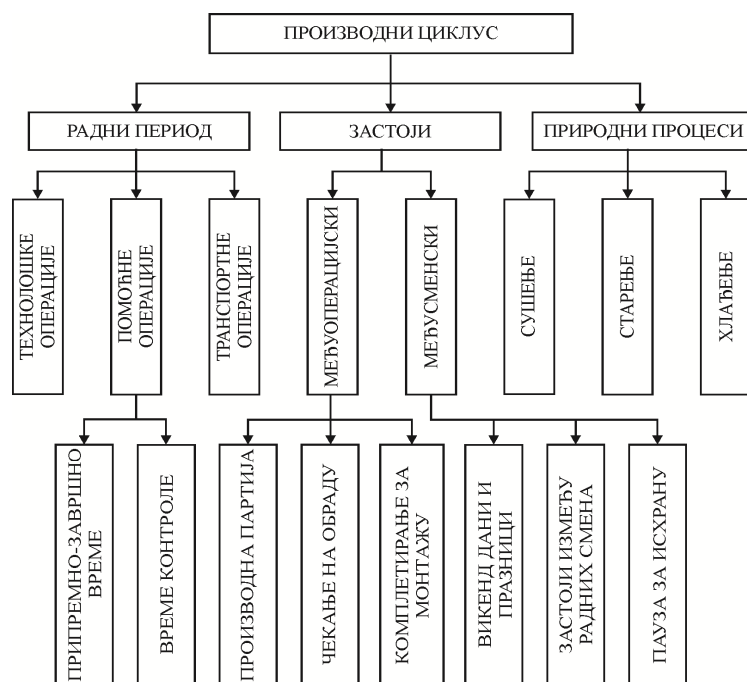 ПРОИЗВОДНИ ЦИКЛУС
РАДНИ ПЕРИОД
ЗАСТОЈИ
ПРИРОДНИ ПРОЦЕСИ
ТЕХНОЛОШКЕ
ОПЕРАЦИЈЕ
ПОМОЋНЕ
ОПЕРАЦИЈЕ
ТРАНСПОРТНЕ
ОПЕРАЦИЈЕ
МЕЂУОПЕРАЦИЈСКИ
МЕЂУСМЕНСКИ
СУШЕЊЕ
СТАРЕЊЕ
ХЛАЂЕЊЕ
ПРИПРЕМНО-ЗАВРШНО
ВРЕМЕ
ВРЕМЕ КОНТРОЛЕ
ПРОИЗВОДНА ПАРТИЈА
ЧЕКАЊЕ НА ОБРАДУ
КОМПЛЕТИРАЊЕ ЗА
МОНТАЖУ
ВИКЕНД ДАНИ И
ПРАЗНИЦИ
ЗАСТОЈИ ИЗМЕЂУ
РАДНИХ СМЕНА
ПАУЗА ЗА ИСХРАНУ